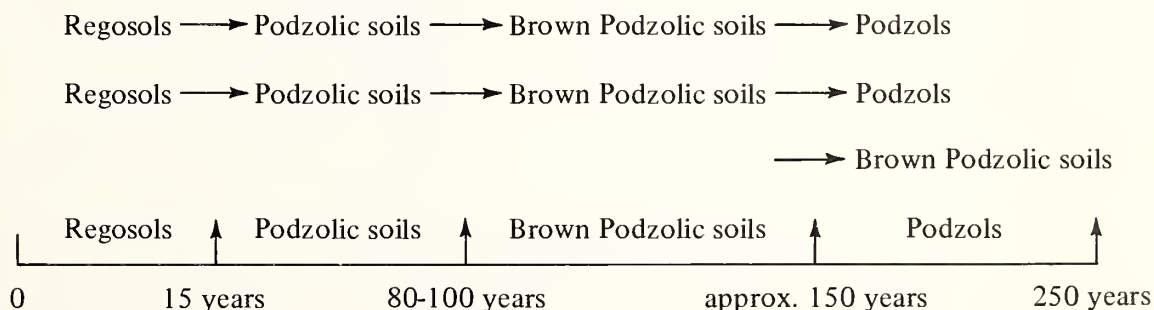 Regosols → Podzolic soils → Brown Podzolic soils → Podzols
Regosols → Podzolic soils → Brown Podzolic soils → Podzols
→ Brown Podzolic soils
Regosols Podzolic soils Brown Podzolic soils Podzols
0 15 years 80-100 years approx. 150 years 250 years